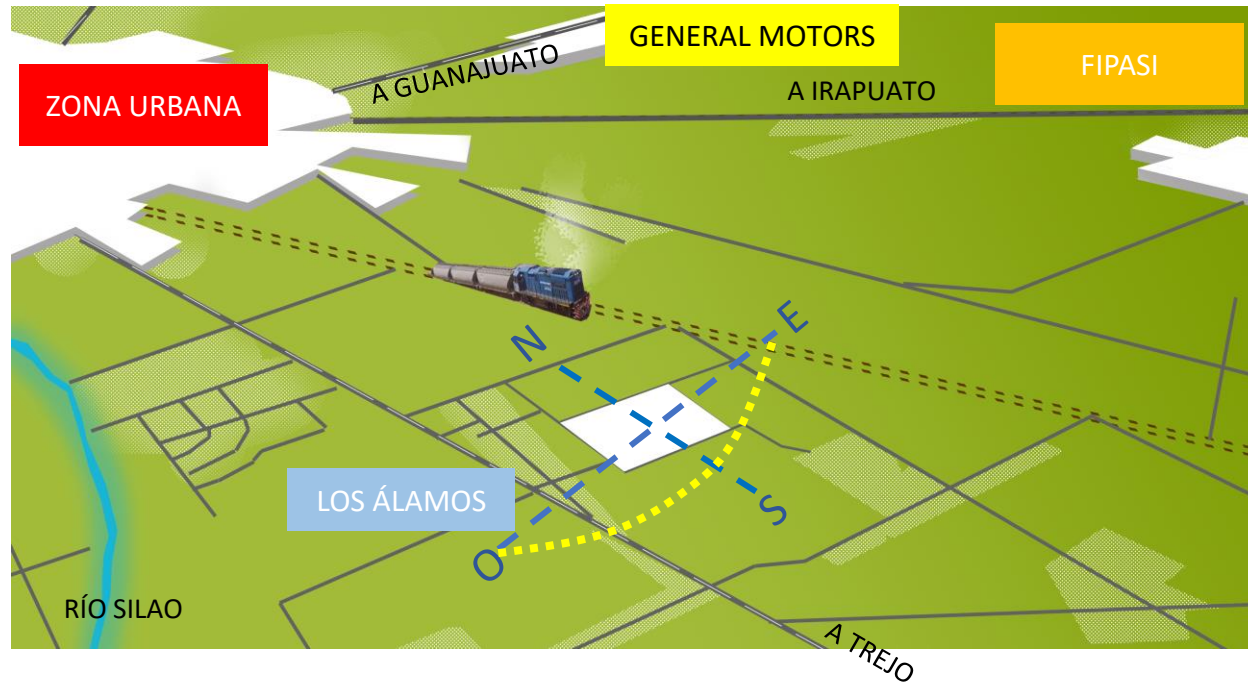 GENERAL MOTORS
A GUANAJUATO
FIPASI
ZONA URBANA
A IRAPUATO
N
E
LOS ÁLAMOS
S
O
RÍO SILAO
A TREJO